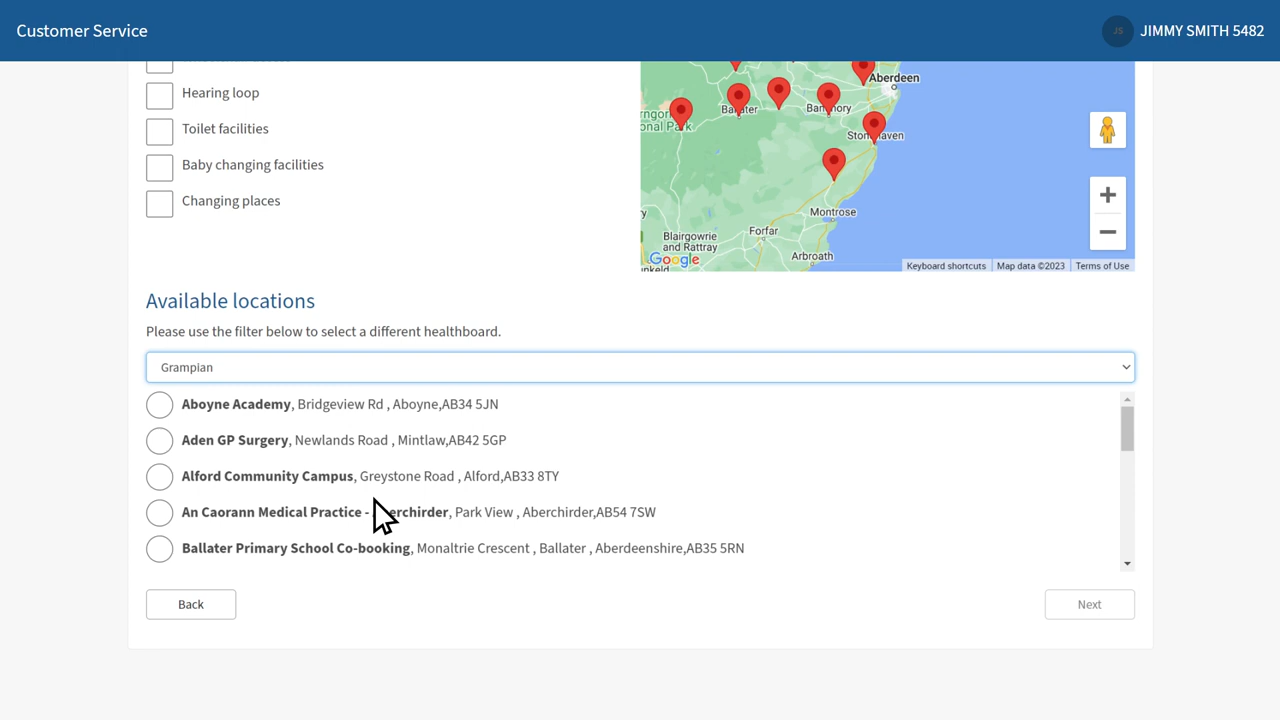 Customer Service
JS JIMMY SMITH 5482
Hearing loop
Toilet facilities
Baby changing facilities
Changing places
Aberdeen
Montrose
Forfar
Blairgowrie
and Rattray
Arbroath
Google
Keyboard shortcuts Map data ©2023 Terms of Use
Available locations
Please use the filter below to select a different healthboard.
Grampian
Aboyne Academy, Bridgeview Rd , Aboyne,AB34 5JN
Aden GP Surgery, Newlands Road , Mintlaw,AB42 5GP
Alford Community Campus, Greystone Road , Alford,AB33 8TY
An Caorann Medical Practice - Aberchirder, Park View , Aberchirder,AB54 7SW
Ballater Primary School Co-booking, Monaltrie Crescent , Ballater , Aberdeenshire,AB35 5RN
Back
Next